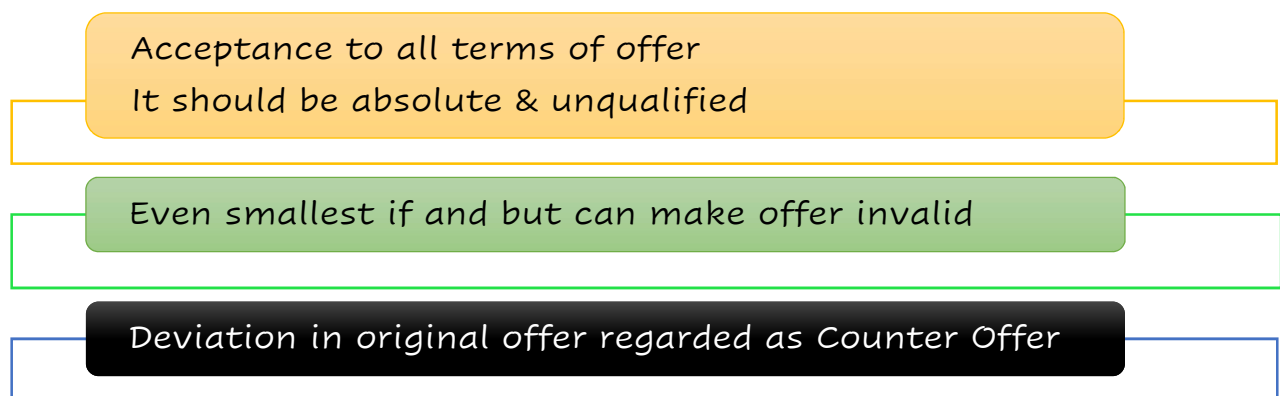 Acceptance to all terms of offer
It should be absolute & unqualified
Even smallest if and but can make offer invalid
Deviation in original offer regarded as Counter Offer